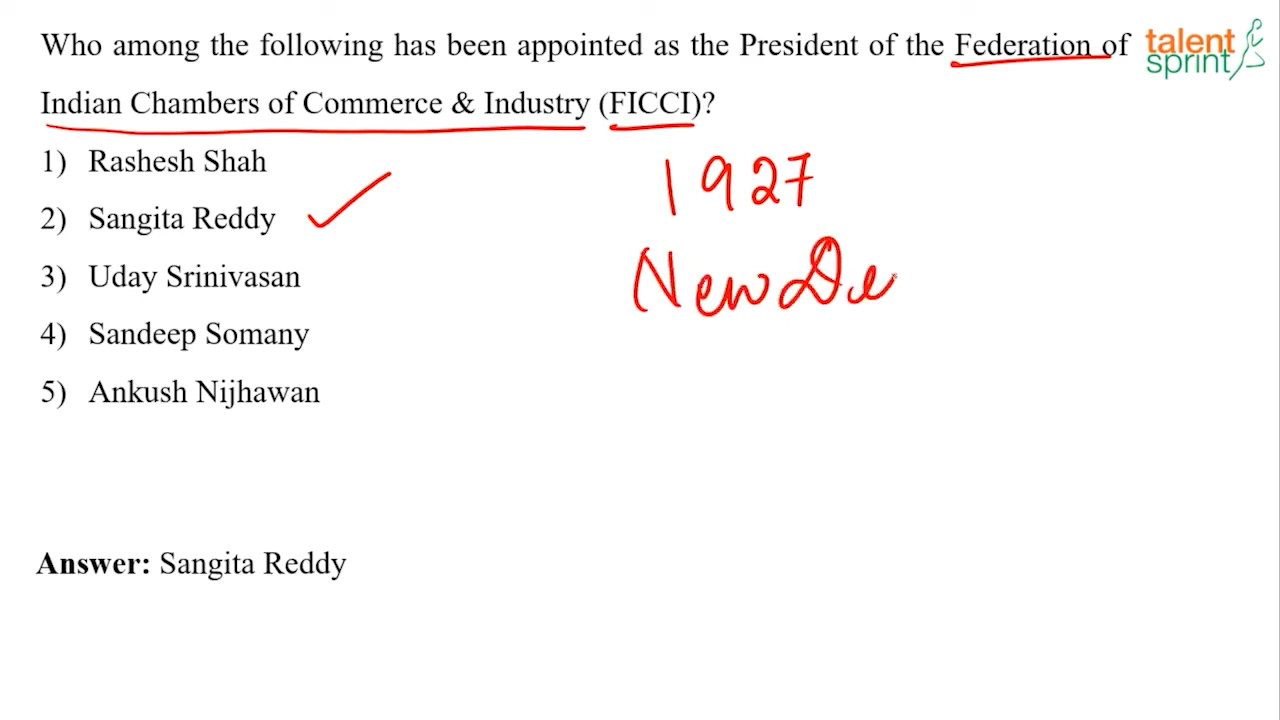 Who among the following has been appointed as the President of the Federation of
Indian Chambers of Commerce & Industry (FICCI)?
1) Rashesh Shah
2) Sangita Reddy
3) Uday Srinivasan
4) Sandeep Somany
5) Ankush Nijhawan
Answer: Sangita Reddy
1927
New De
talent
sprint